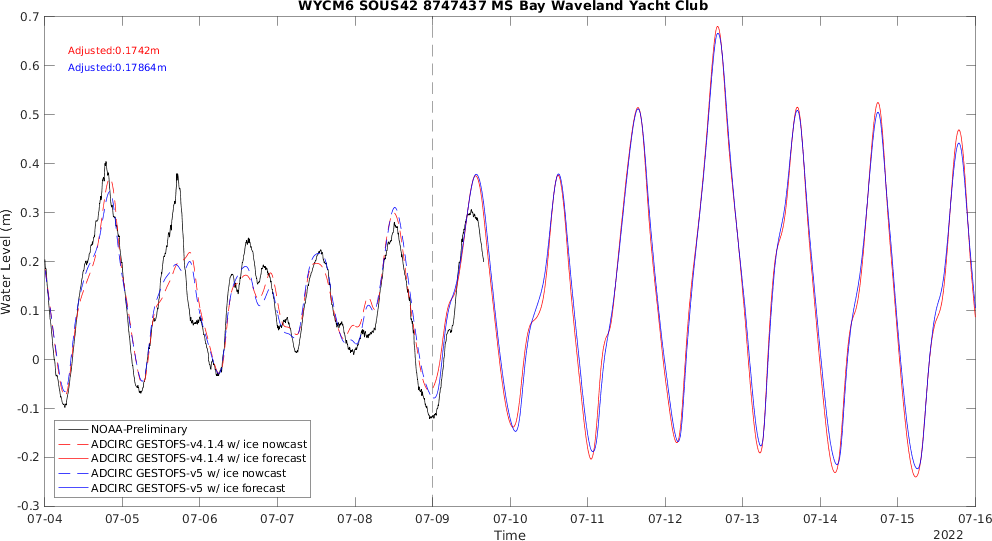 WYCM6 SOUS42 8747437 MS Bay Waveland Yacht Club
Adjusted:0.1742m
Adjusted:0.17864m
0.7
0.6
0.5
0.4
0.3
0.2
0.1
0
-0.1
-0.2
-0.3
Water Level (m)
NOAA-Preliminary
ADCIRC GESTOFS-v4.1.4 w/ ice nowcast
ADCIRC GESTOFS-v4.1.4 w/ ice forecast
ADCIRC GESTOFS-v5 w/ ice nowcast
ADCIRC GESTOFS-v5 w/ ice forecast
07-04 07-05 07-06 07-07 07-08 07-09 07-10 07-11 07-12 07-13 07-14 07-15 07-16
Time
2022